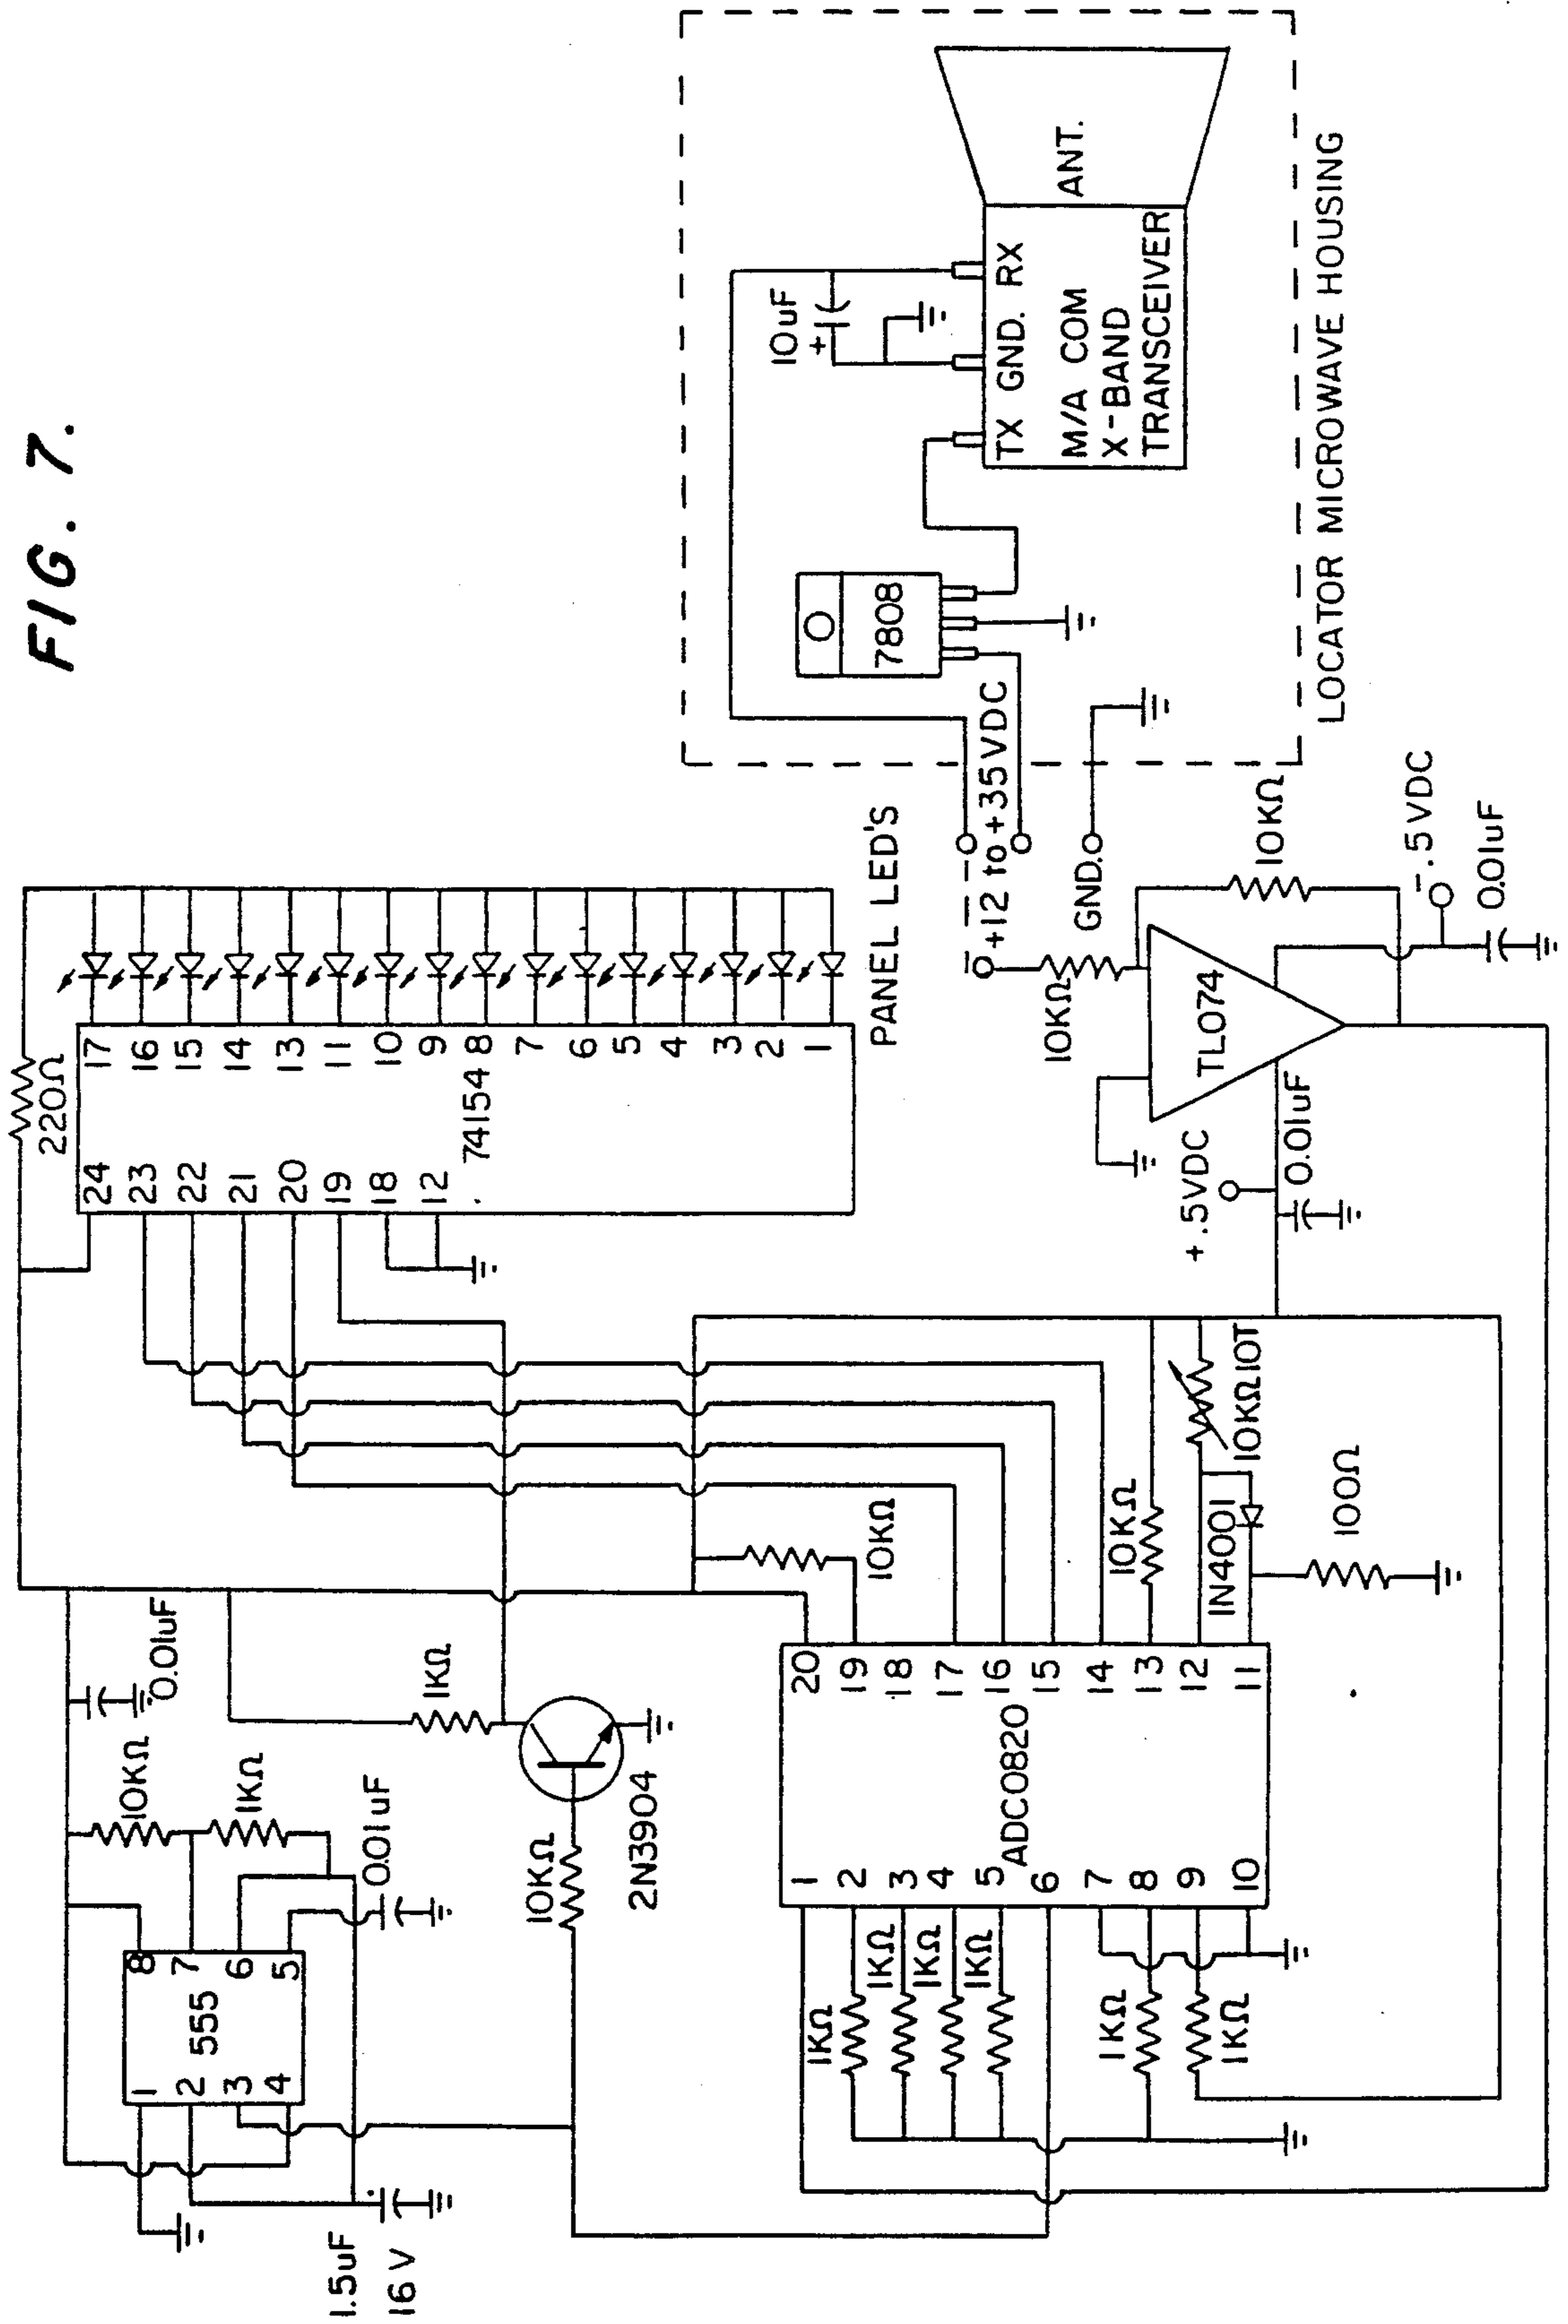 FIG. 7.
1.5uF
16 V
555
1
2
3
4
8
7
6
5
10KΩ
1KΩ
0.01uF
0.01uF
1KΩ
10KΩ
2N3904
220Ω
24
23
22
21
20
19
18
12
74154
17
16
15
14
13
11
10
9
8
7
6
5
4
3
2
1
PANEL LED'S
ADC0820
1
2
3
4
5
6
7
8
9
10
20
19
18
17
16
15
14
13
12
11
1KΩ
1KΩ
1KΩ
1KΩ
1KΩ
1KΩ
10KΩ
10KΩ
10KΩ10T
1N4001
100Ω
+.5VDC
0.01uF
TL074
10KΩ
10KΩ
-.5VDC
0.01uF
+12 to +35VDC
GND.
7808
10uF
+
TX GND. RX
M/A COM
X-BAND
TRANSCEIVER
ANT.
LOCATOR MICROWAVE HOUSING